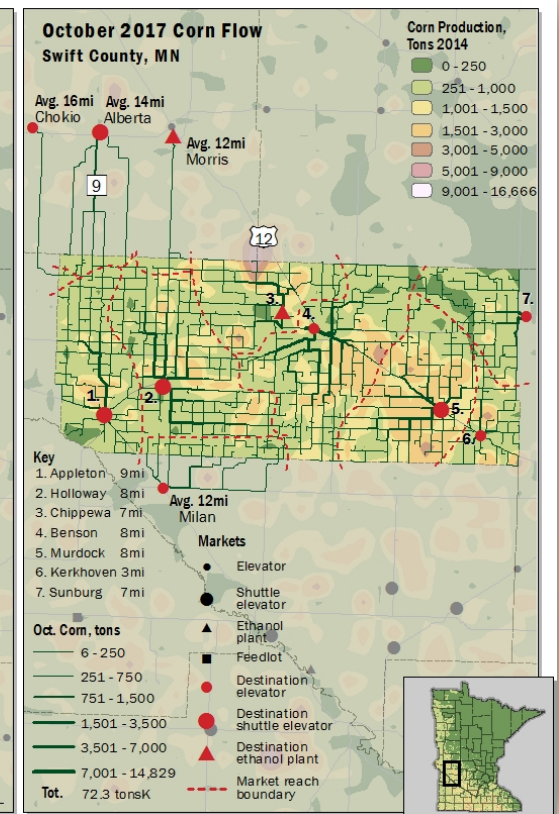 October 2017 Corn Flow
Swift County, MN
Corn Production,
Tons 2014
0 - 250
251 - 1,000
1,001 - 1,500
1,501 - 3,000
3,001 - 5,000
5,001 - 9,000
9,001 - 16,666
Avg. 16mi
Chokio
Avg. 14mi
Alberta
Avg. 12mi
Morris
9
12
3.
4.
7.
1.
2.
5.
6.
Key
1. Appleton 9mi
2. Holloway 8mi
3. Chippewa 7mi
4. Benson 8mi
5. Murdock 8mi
6. Kerkhoven 3mi
7. Sunburg 7mi
Avg. 12mi
Milan
Markets
Elevator
Shuttle
elevator
Ethanol
plant
Feedlot
Destination
elevator
Destination
shuttle elevator
Destination
ethanol plant
Market reach
boundary
Oct. Corn, tons
6 - 250
251 - 750
751 - 1,500
1,501 - 3,500
3,501 - 7,000
7,001 - 14,829
Tot. 72.3 tonsK